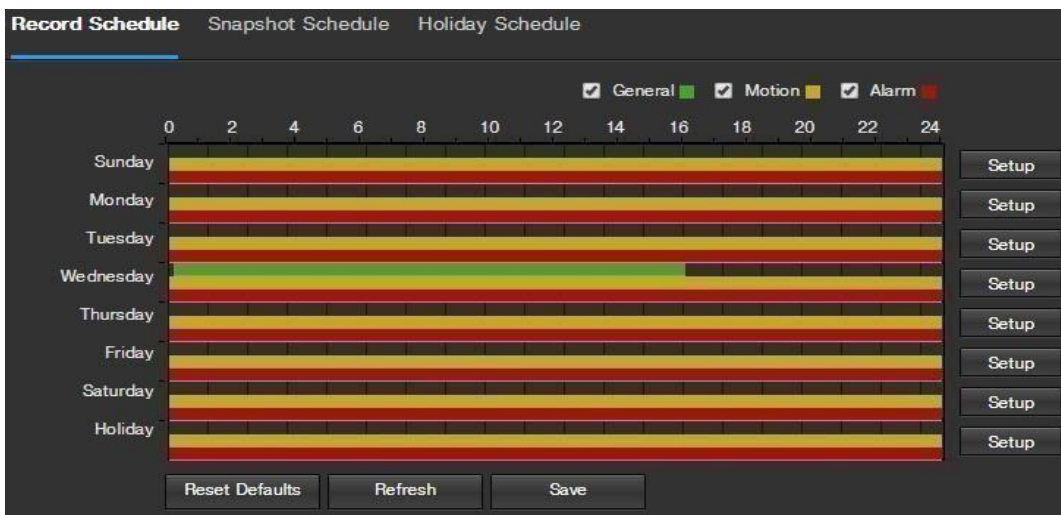 Record Schedule Snapshot Schedule Holiday Schedule
General Motion Alarm
0 2 4 6 8 10 12 14 16 18 20 22 24
Sunday Setup
Monday Setup
Tuesday Setup
Wednesday Setup
Thursday Setup
Friday Setup
Saturday Setup
Holiday Setup
Reset Defaults Refresh Save